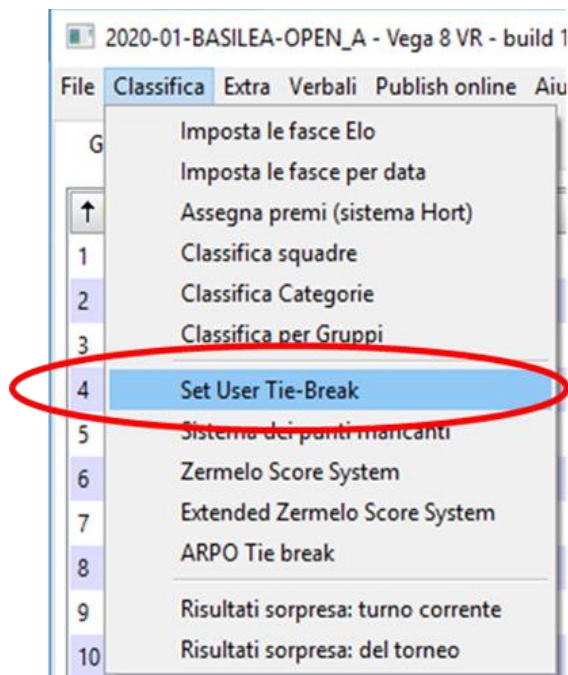 2020-01-BASILEA-OPEN_A - Vega 8 VR - build 1
File Classifica Extra Verbali Publish online Aiu
G
Imposta le fasce Elo
Imposta le fasce per data
↑ Assegna premi (sistema Hort)
1 Classifica squadre
2 Classifica Categorie
3 Classifica per Gruppi
4 Set User Tie-Break
5 Sistema dei punti mancanti
6 Zermelo Score System
7 Extended Zermelo Score System
8 ARPO Tie break
9 Risultati sorpresa: turno corrente
10 Risultati sorpresa: del torneo